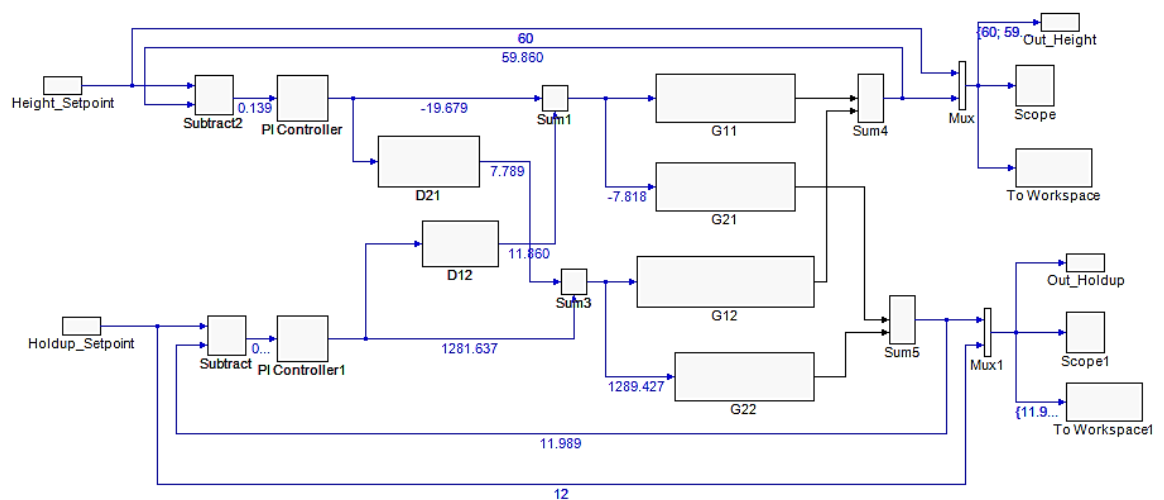 60
59.860
{60; 59...
Out_Height
Height_Setpoint
0.139
Subtract2
PI Controller
-19.679
Sum1
G11
Sum4
Mux
Scope
D21
7.789
-7.818
G21
To Workspace
D12
11.860
Sum3
G12
Out_Holdup
Holdup_Setpoint
Subtract
0...
PI Controller1
1281.637
1289.427
G22
Sum5
Mux1
Scope1
{11.9...
To Workspace1
11.989
12